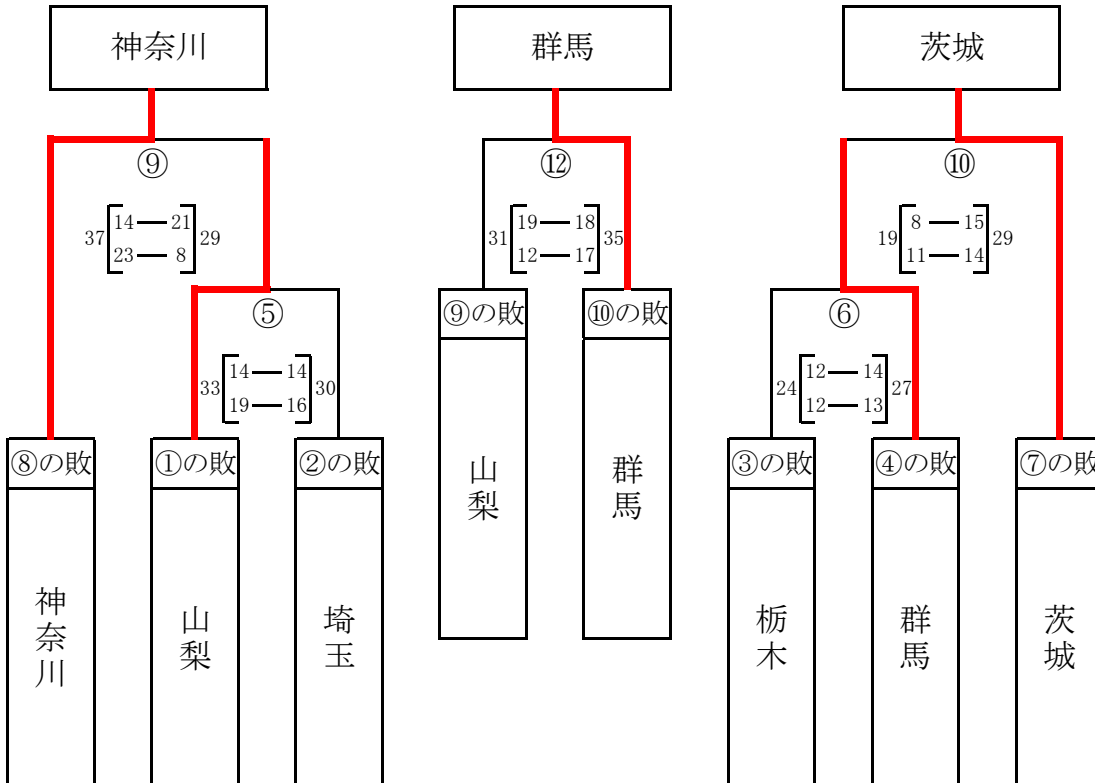 神奈川
群馬
茨城
⑨
⑫
⑩
37 14 21 29
23 8
31 19 18 35
12 17
19 8 15 29
11 14
⑤
⑨の敗
⑩の敗
⑥
33 14 14 30
19 16
24 12 14 27
12 13
⑧の敗
①の敗
②の敗
山梨
群馬
③の敗
④の敗
⑦の敗
神奈川
山梨
埼玉
栃木
群馬
茨城